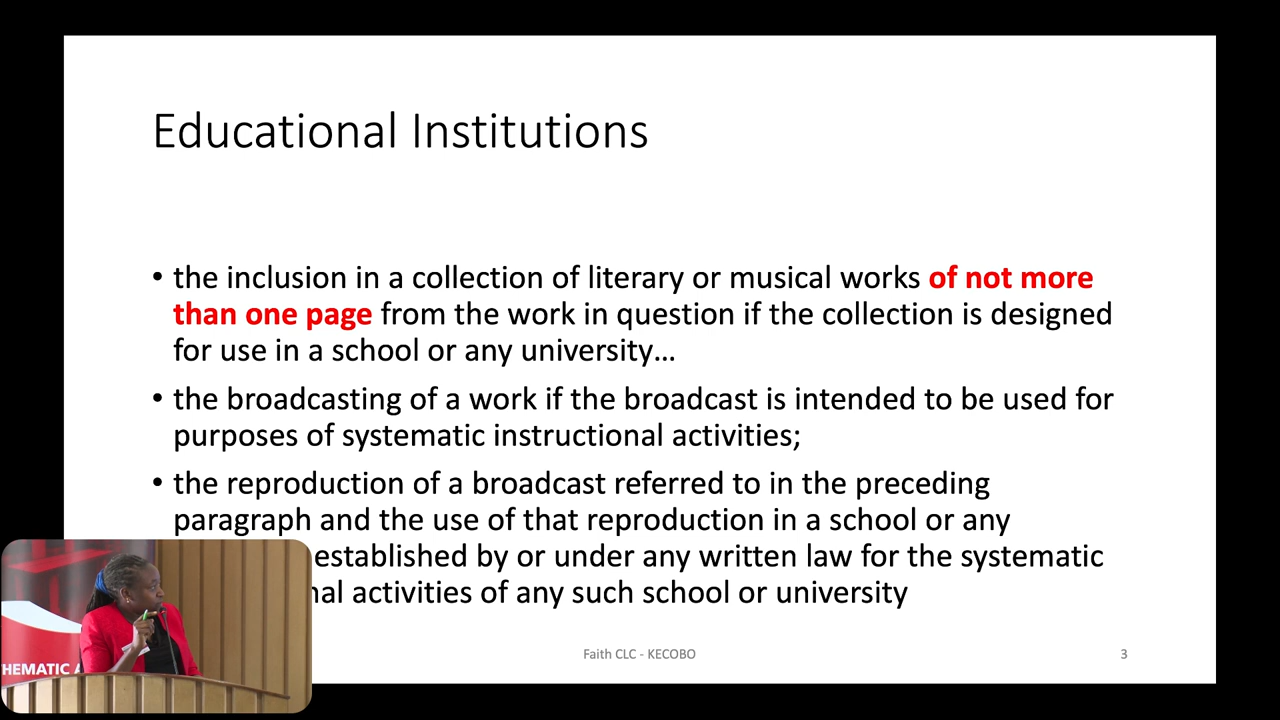 Educational Institutions
• the inclusion in a collection of literary or musical works of not more
than one page from the work in question if the collection is designed
for use in a school or any university…
• the broadcasting of a work if the broadcast is intended to be used for
purposes of systematic instructional activities;
• the reproduction of a broadcast referred to in the preceding
paragraph and the use of that reproduction in a school or any
established by or under any written law for the systematic
nal activities of any such school or university
HEMATIC A
Faith CLC - KECOBO
3